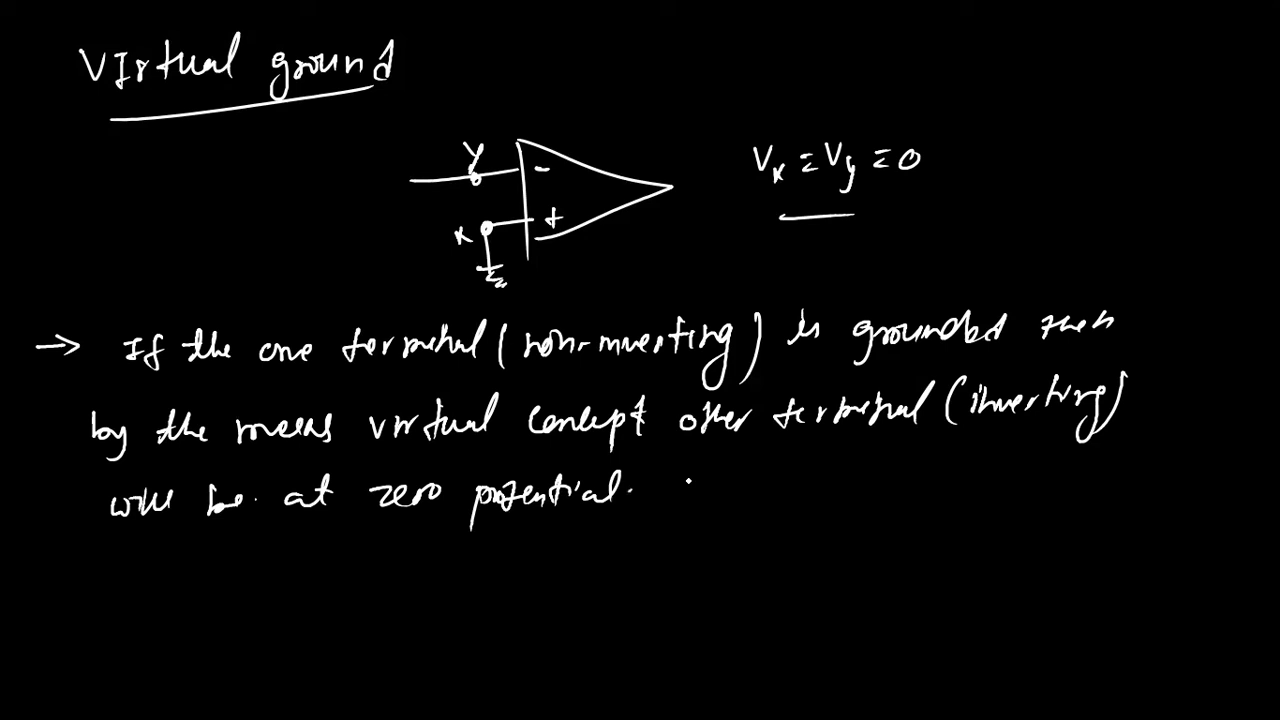 Virtual ground
Y
-
Vx = Vy = 0
x
+
→ If the one terminal (non-inverting) is grounded then
by the means virtual concept other terminal (inverting)
will be. at zero potential.